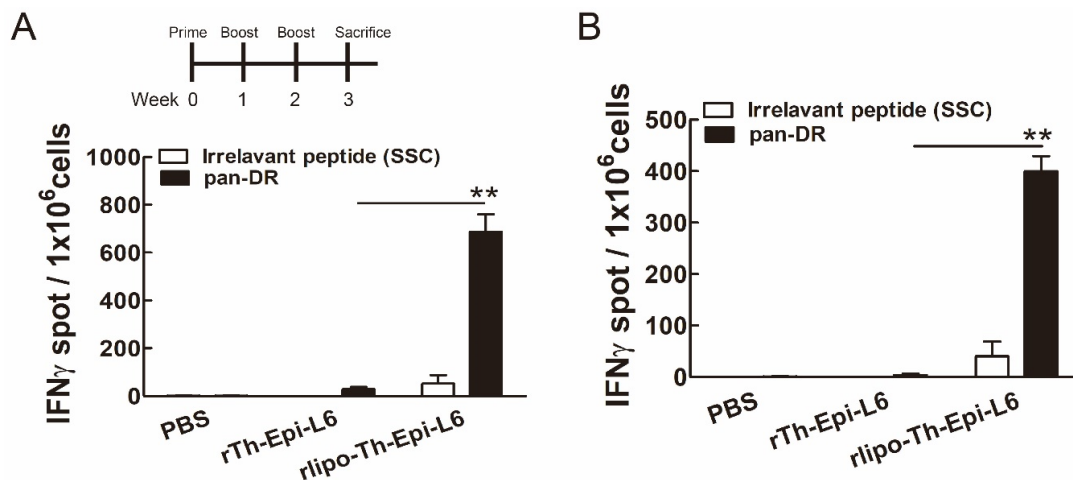 A
Prime Boost Boost Sacrifice
Week 0 1 2 3
IFNγ spot / 1x10⁶cells
1000
800
600
400
200
0
Irrelavant peptide (SSC)
pan-DR
**
PBS
rTh-Epi-L6
rlipo-Th-Epi-L6
B
IFNγ spot / 1x10⁶cells
500
400
300
200
100
0
Irrelavant peptide (SSC)
pan-DR
**
PBS
rTh-Epi-L6
rlipo-Th-Epi-L6